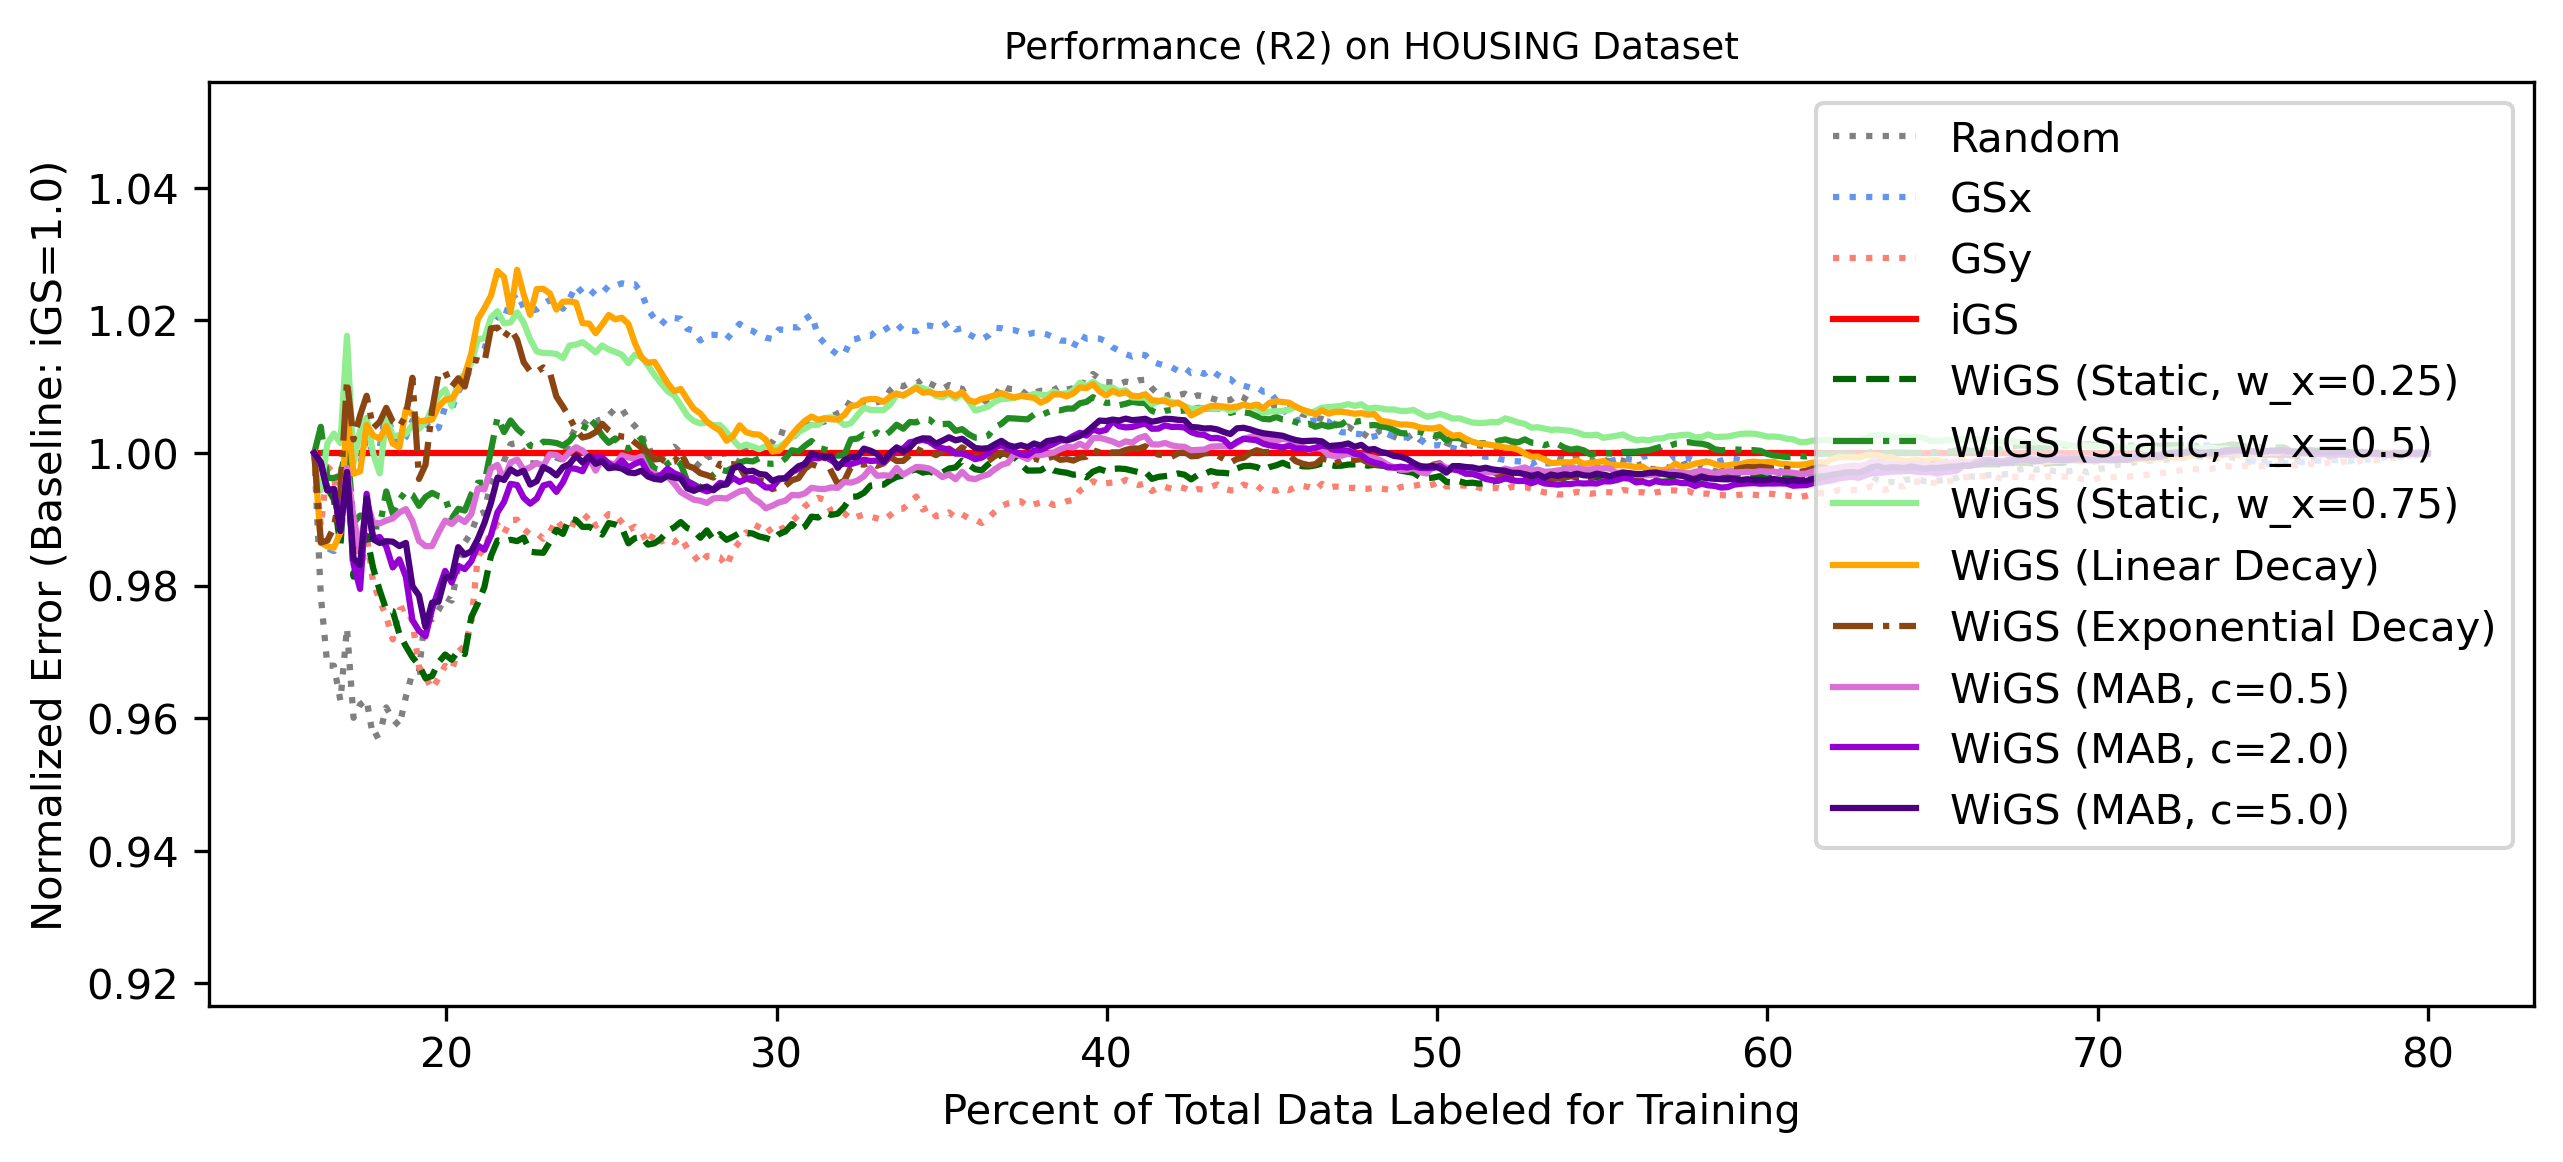 Performance (R2) on HOUSING Dataset
Normalized Error (Baseline: iGS=1.0)
1.04
1.02
1.00
0.98
0.96
0.94
0.92
20 30 40 50 60 70 80
Percent of Total Data Labeled for Training
Random
GSx
GSy
iGS
WiGS (Static, w_x=0.25)
WiGS (Static, w_x=0.5)
WiGS (Static, w_x=0.75)
WiGS (Linear Decay)
WiGS (Exponential Decay)
WiGS (MAB, c=0.5)
WiGS (MAB, c=2.0)
WiGS (MAB, c=5.0)